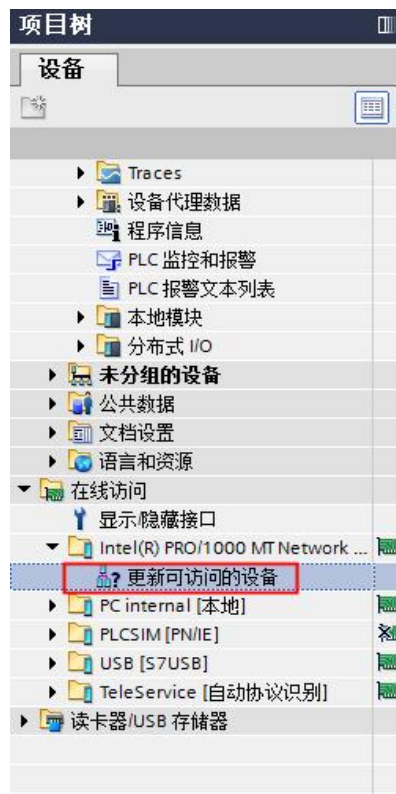 项目树
设备
Traces
设备代理数据
程序信息
PLC 监控和报警
PLC 报警文本列表
本地模块
分布式 I/O
未分组的设备
公共数据
文档设置
语言和资源
在线访问
显示/隐藏接口
Intel(R) PRO/1000 MT Network ...
更新可访问的设备
PC internal [本地]
PLCSIM [PN/IE]
USB [S7USB]
TeleService [自动协议识别]
读卡器/USB 存储器